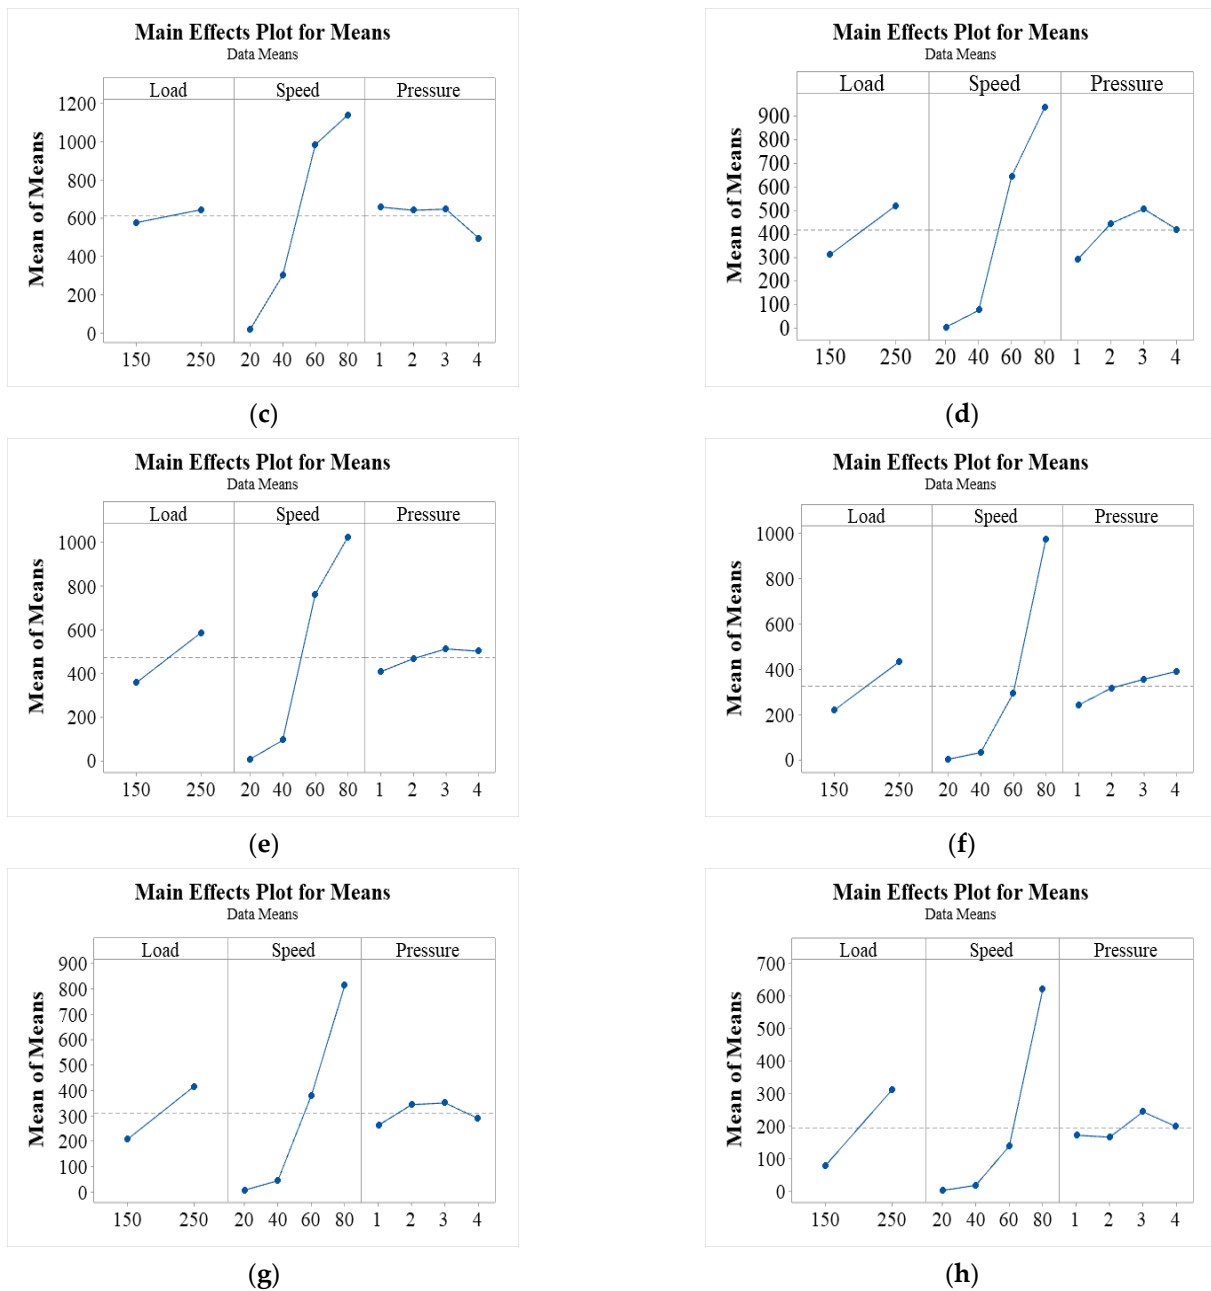 Main Effects Plot for Means
Data Means
Load Speed Pressure
Mean of Means
1200
1000
800
600
400
200
0
150 250 20 40 60 80 1 2 3 4
(c)
Main Effects Plot for Means
Data Means
Load Speed Pressure
Mean of Means
900
800
700
600
500
400
300
200
100
0
150 250 20 40 60 80 1 2 3 4
(d)
Main Effects Plot for Means
Data Means
Load Speed Pressure
Mean of Means
1000
800
600
400
200
0
150 250 20 40 60 80 1 2 3 4
(e)
Main Effects Plot for Means
Data Means
Load Speed Pressure
Mean of Means
1000
800
600
400
200
0
150 250 20 40 60 80 1 2 3 4
(f)
Main Effects Plot for Means
Data Means
Load Speed Pressure
Mean of Means
900
800
700
600
500
400
300
200
100
0
150 250 20 40 60 80 1 2 3 4
(g)
Main Effects Plot for Means
Data Means
Load Speed Pressure
Mean of Means
700
600
500
400
300
200
100
0
150 250 20 40 60 80 1 2 3 4
(h)